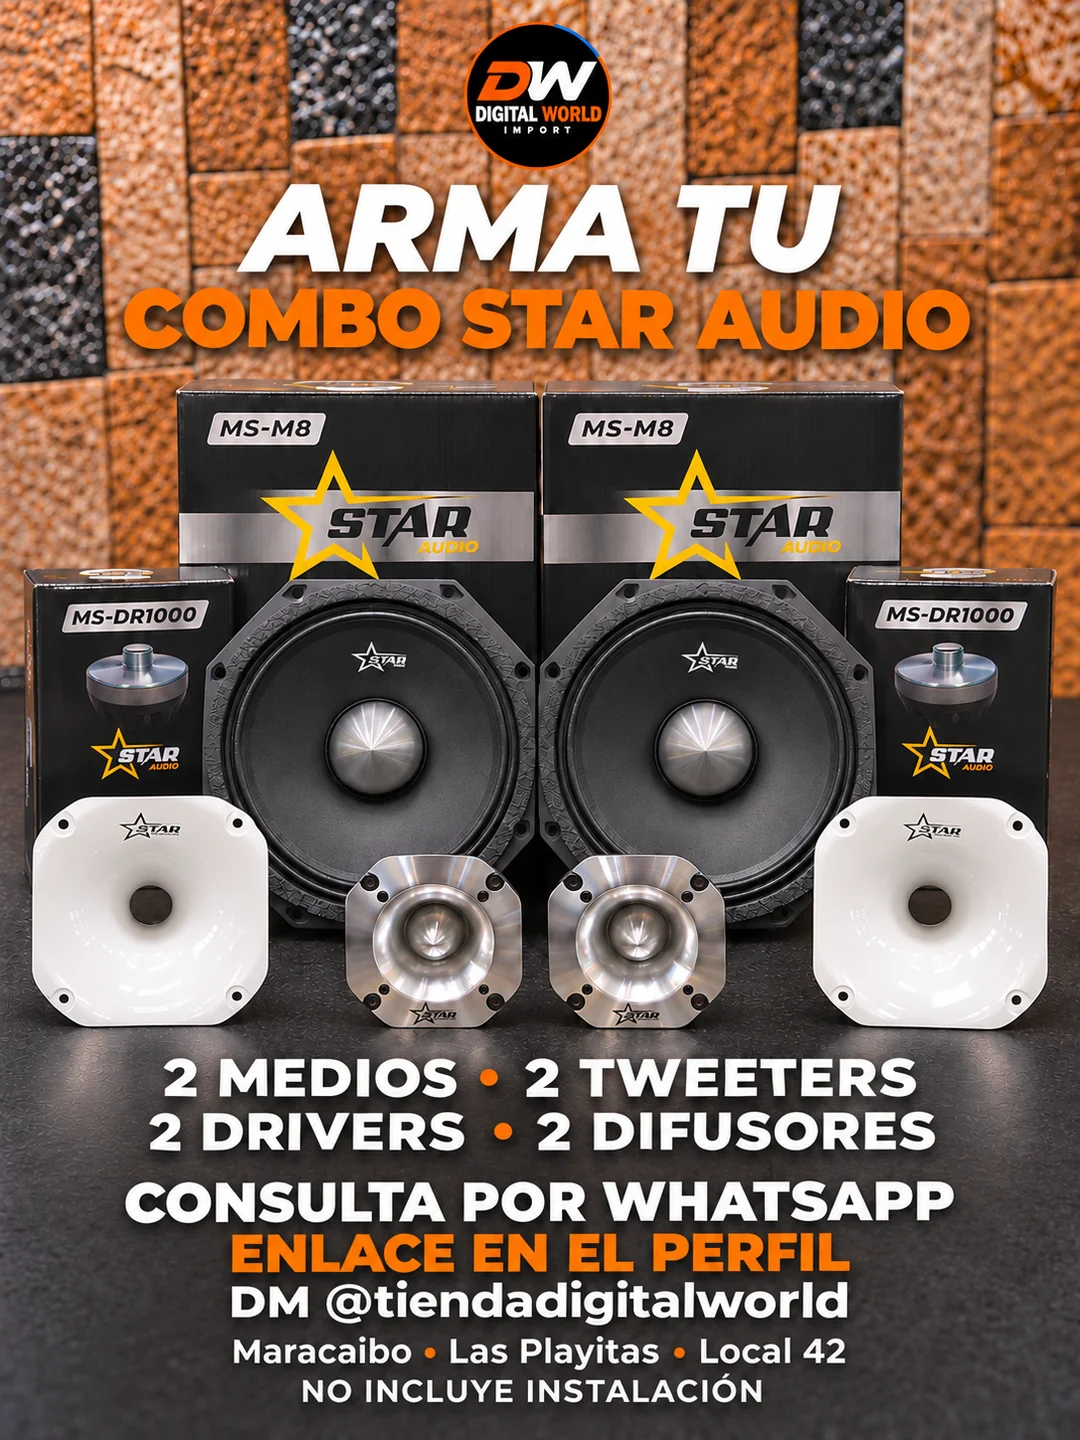 DW
DIGITAL WORLD
IMPORT
ARMA TU
COMBO STAR AUDIO
MS-M8
STAR
AUDIO
MS-M8
STAR
AUDIO
MS-DR1000
STAR
AUDIO
MS-DR1000
STAR
AUDIO
STAR
STAR
STAR
STAR
STAR
STAR
2 MEDIOS • 2 TWEETERS
2 DRIVERS • 2 DIFUSORES
CONSULTA POR WHATSAPP
ENLACE EN EL PERFIL
DM @tiendadigitalworld
Maracaibo • Las Playitas • Local 42
NO INCLUYE INSTALACIÓN